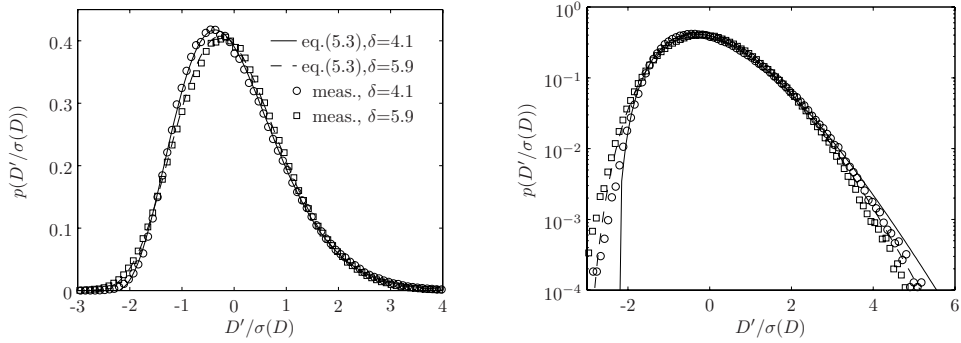 0.4
0.3
0.2
0.1
0
p(D′/σ(D))
eq.(5.3),δ=4.1
eq.(5.3),δ=5.9
meas., δ=4.1
meas., δ=5.9
-3 -2 -1 0 1 2 3 4
D′/σ(D)
10⁰
10⁻¹
10⁻²
10⁻³
10⁻⁴
p(D′/σ(D))
-2 0 2 4 6
D′/σ(D)